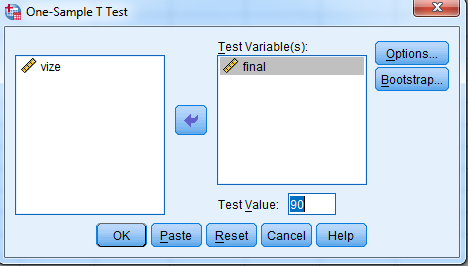 One-Sample T Test
vize
Test Variable(s):
final
Options...
Bootstrap...
Test Value: 90
OK Paste Reset Cancel Help